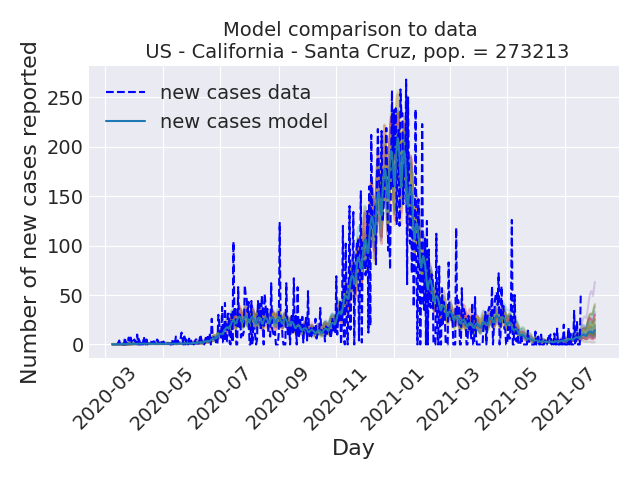 Model comparison to data
US - California - Santa Cruz, pop. = 273213
Number of new cases reported
250
200
150
100
50
0
new cases data
new cases model
2020-03
2020-05
2020-07
2020-09
2020-11
2021-01
2021-03
2021-05
2021-07
Day